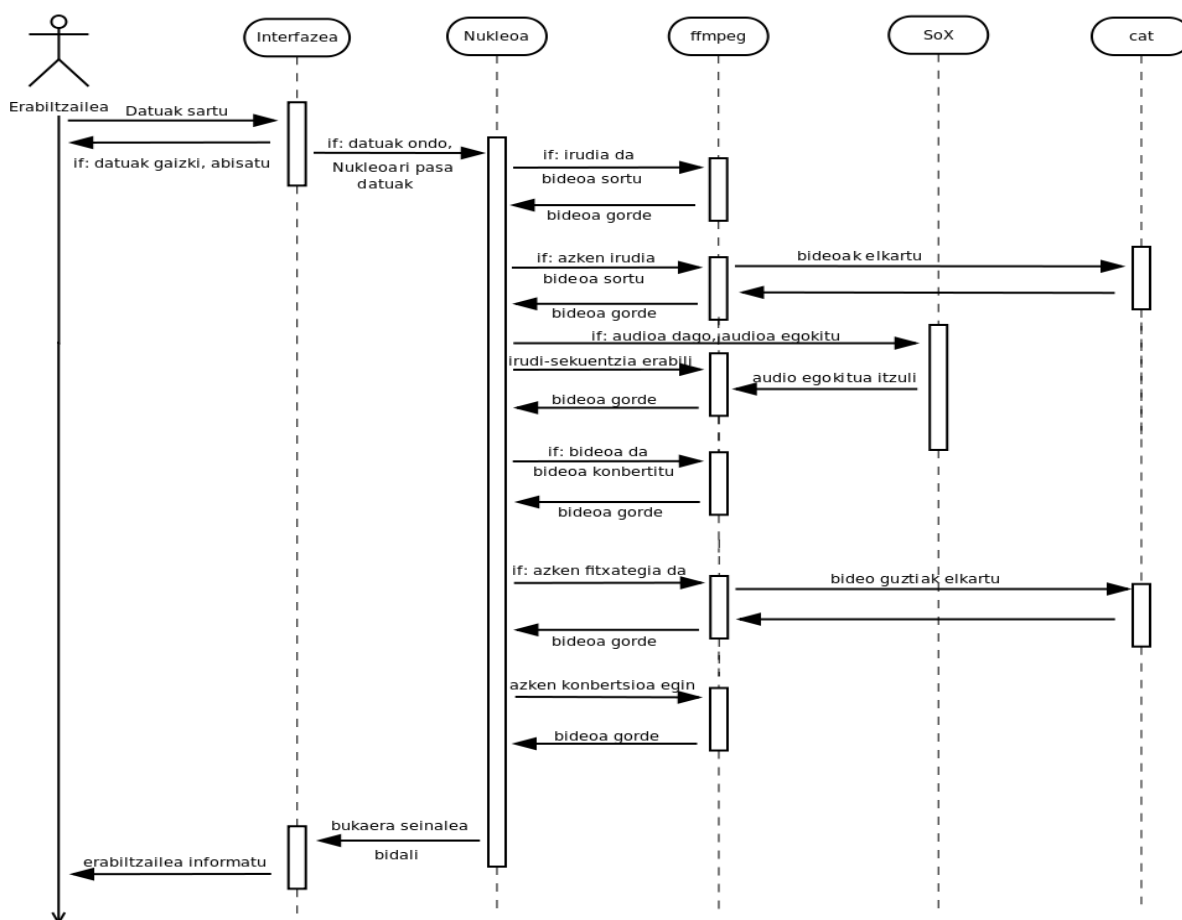 Interfazea
Nukleoa
ffmpeg
SoX
cat
Erabiltzailea
Datuak sartu
if: datuak gaizki, abisatu
if: datuak ondo,
Nukleoari pasa
datuak
if: irudia da
bideoa sortu
bideoa gorde
if: azken irudia
bideoa sortu
bideoak elkartu
bideoa gorde
if: audioa dago, audioa egokitu
irudi-sekuentzia erabili
audio egokitua itzuli
bideoa gorde
if: bideoa da
bideoa konbertitu
bideoa gorde
if: azken fitxategia da
bideo guztiak elkartu
bideoa gorde
azken konbertsioa egin
bideoa gorde
bukaera seinalea
bidali
erabiltzailea informatu